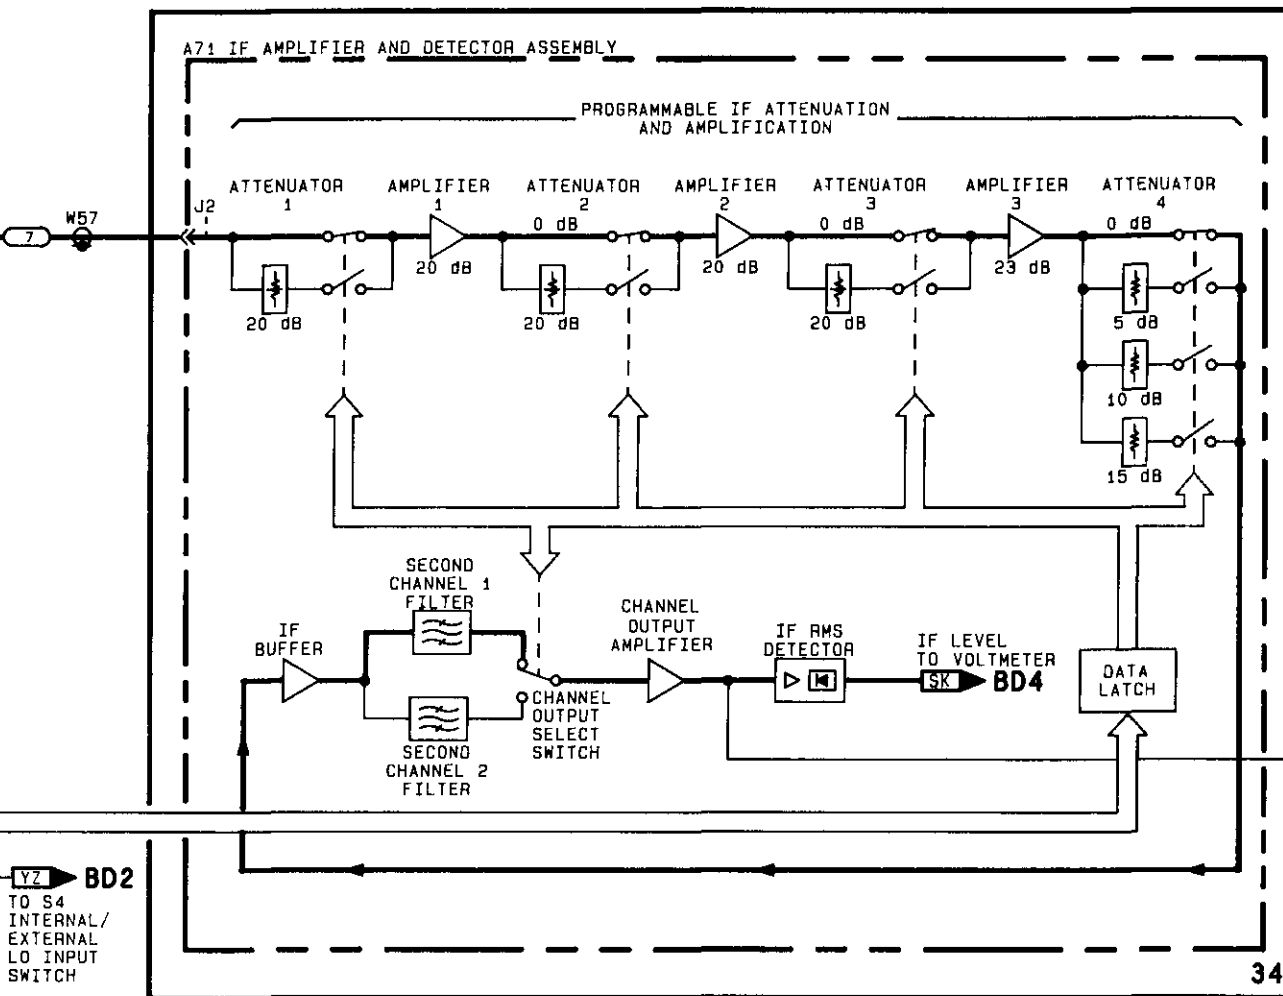 A71 IF AMPLIFIER AND DETECTOR ASSEMBLY
PROGRAMMABLE IF ATTENUATION
AND AMPLIFICATION
ATTENUATOR
1
AMPLIFIER
1
ATTENUATOR
2
AMPLIFIER
2
ATTENUATOR
3
AMPLIFIER
3
ATTENUATOR
4
W57
J2
7
0 dB
0 dB
0 dB
20 dB
20 dB
23 dB
20 dB
20 dB
20 dB
5 dB
10 dB
15 dB
SECOND
CHANNEL 1
FILTER
IF
BUFFER
CHANNEL
OUTPUT
AMPLIFIER
IF RMS
DETECTOR
IF LEVEL
TO VOLTMETER
SK
BD4
DATA
LATCH
CHANNEL
OUTPUT
SELECT
SWITCH
SECOND
CHANNEL 2
FILTER
YZ
BD2
TO S4
INTERNAL/
EXTERNAL
LO INPUT
SWITCH
34